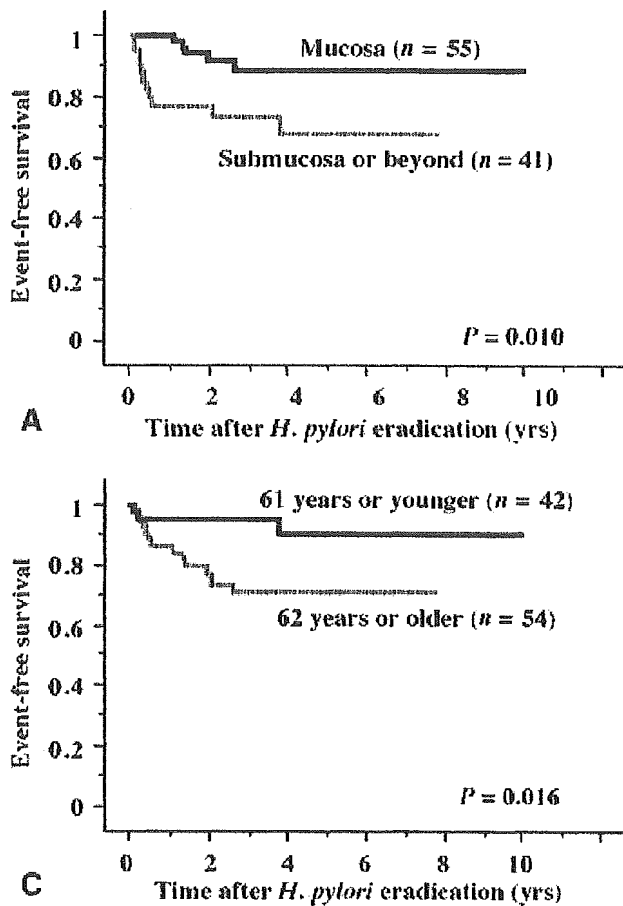 Event-free survival
1
0.8
0.6
0.4
0.2
0
Mucosa (n = 55)
Submucosa or beyond (n = 41)
P = 0.010
0 2 4 6 8 10
A
Time after H. pylori eradication (yrs)
Event-free survival
1
0.8
0.6
0.4
0.2
0
61 years or younger (n = 42)
62 years or older (n = 54)
P = 0.016
0 2 4 6 8 10
C
Time after H. pylori eradication (yrs)